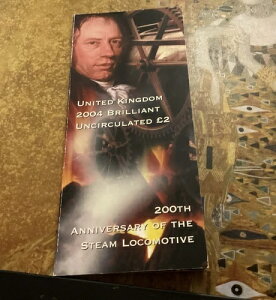 UNITED KINGDOM
2004 BRILLIANT
UNCIRCULATED £2
200TH
ANNIVERSARY OF THE
STEAM LOCOMOTIVE